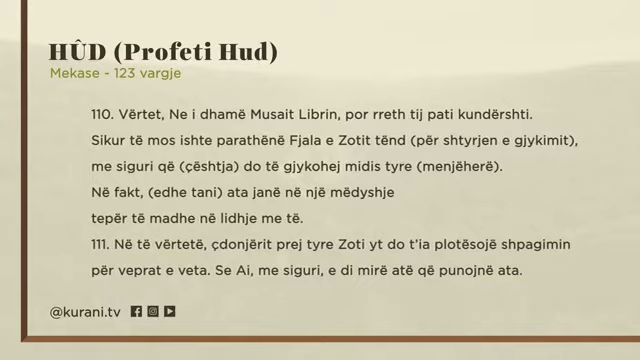 HÛD (Profeti Hud)
Mekase - 123 vargje
110. Vërtet, Ne i dhamë Musait Librin, por rreth tij pati kundërshti.
Sikur të mos ishte parathënë Fjala e Zotit tënd (për shtyrjen e gjykimit),
me siguri që (çështja) do të gjykohej midis tyre (menjëherë).
Në fakt, (edhe tani) ata janë në një mëdyshje
tepër të madhe në lidhje me të.
111. Në të vërtetë, çdonjërit prej tyre Zoti yt do t'ia plotësojë shpagimin
për veprat e veta. Se Ai, me siguri, e di mirë atë që punojnë ata.
@kurani.tv